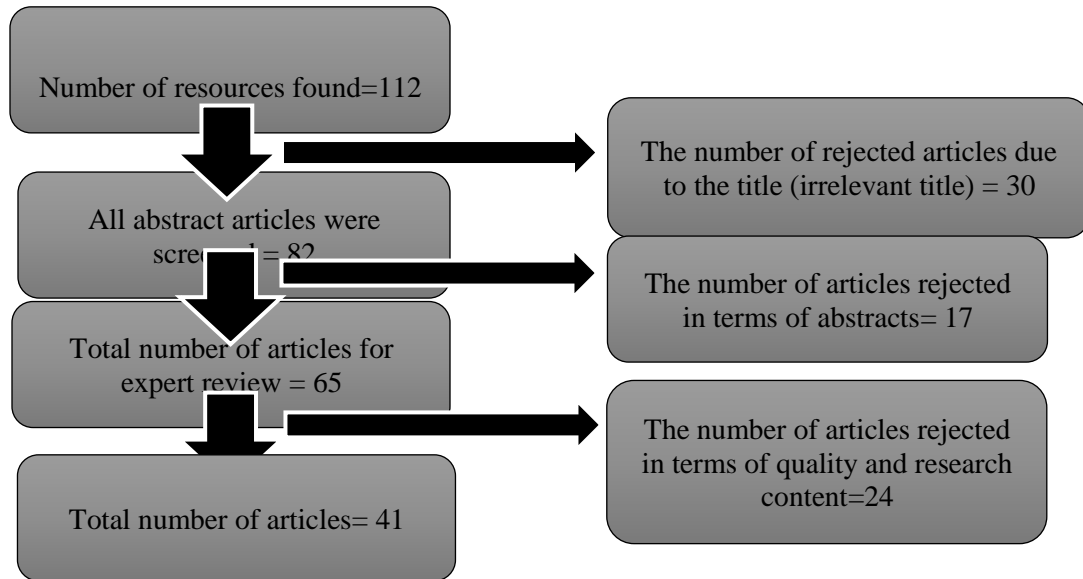 Number of resources found=112
The number of rejected articles due
to the title (irrelevant title) = 30
All abstract articles were
= 82
The number of articles rejected
in terms of abstracts= 17
Total number of articles for
expert review = 65
The number of articles rejected
in terms of quality and research
content=24
Total number of articles= 41